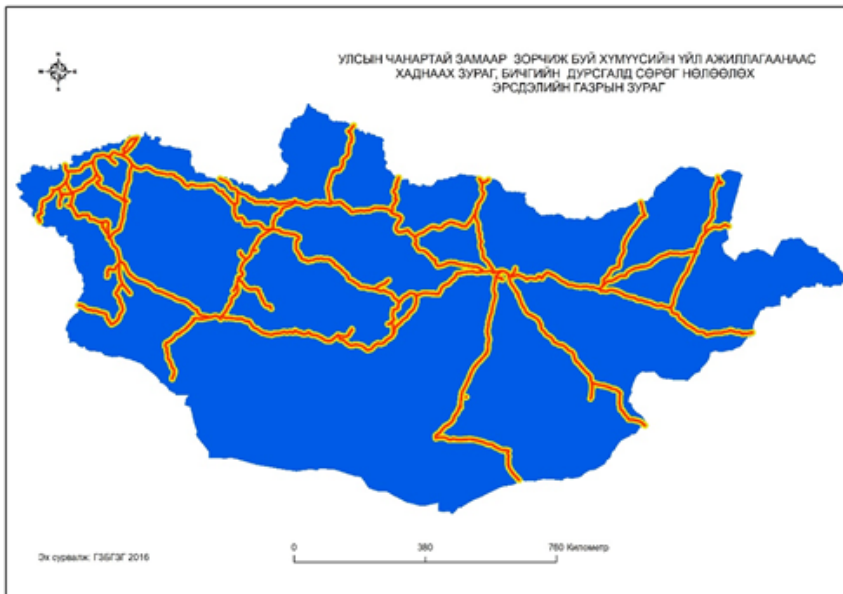 УЛСЫН ЧАНАРТАЙ ЗАМААР ЗОРЧИЖ БУЙ ХҮМҮҮСИЙН ҮЙЛ АЖИЛЛАГААНААС
ХАДНААХ ЗУРАГ, БИЧГИЙН ДУРСГАЛД СӨРӨГ НӨЛӨӨЛӨХ
ЭРСДЭЛИЙН ГАЗРЫН ЗУРАГ
Эх сурвалж: ГЗБГЗГ 2016
0 380 760 Километр